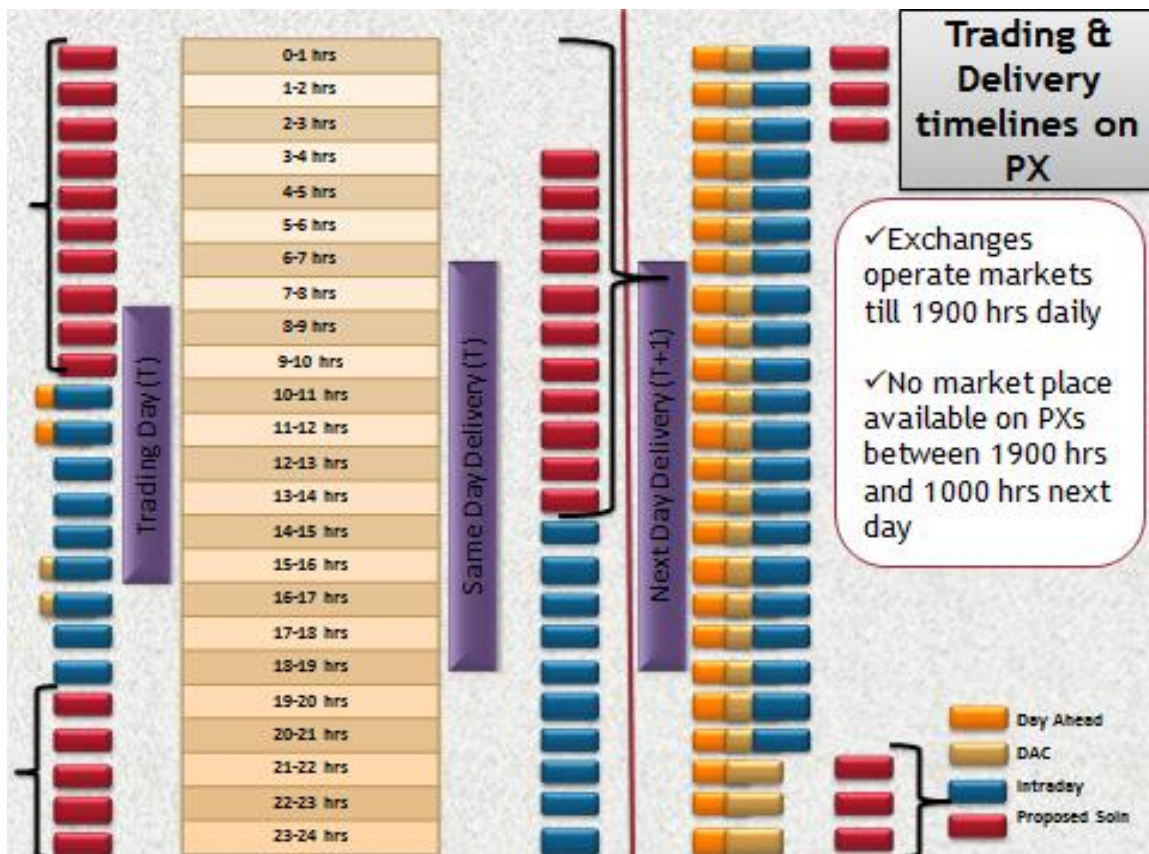 Trading &
Delivery
timelines on
PX
0-1 hrs
1-2 hrs
2-3 hrs
3-4 hrs
4-5 hrs
5-6 hrs
6-7 hrs
7-8 hrs
8-9 hrs
9-10 hrs
10-11 hrs
11-12 hrs
12-13 hrs
13-14 hrs
14-15 hrs
15-16 hrs
16-17 hrs
17-18 hrs
18-19 hrs
19-20 hrs
20-21 hrs
21-22 hrs
22-23 hrs
23-24 hrs
Trading Day (T)
Same Day Delivery (T)
Next Day Delivery (T+1)
✓Exchanges
operate markets
till 1900 hrs daily
✓No market place
available on PXs
between 1900 hrs
and 1000 hrs next
day
Day Ahead
DAC
Intraday
Proposed Soln